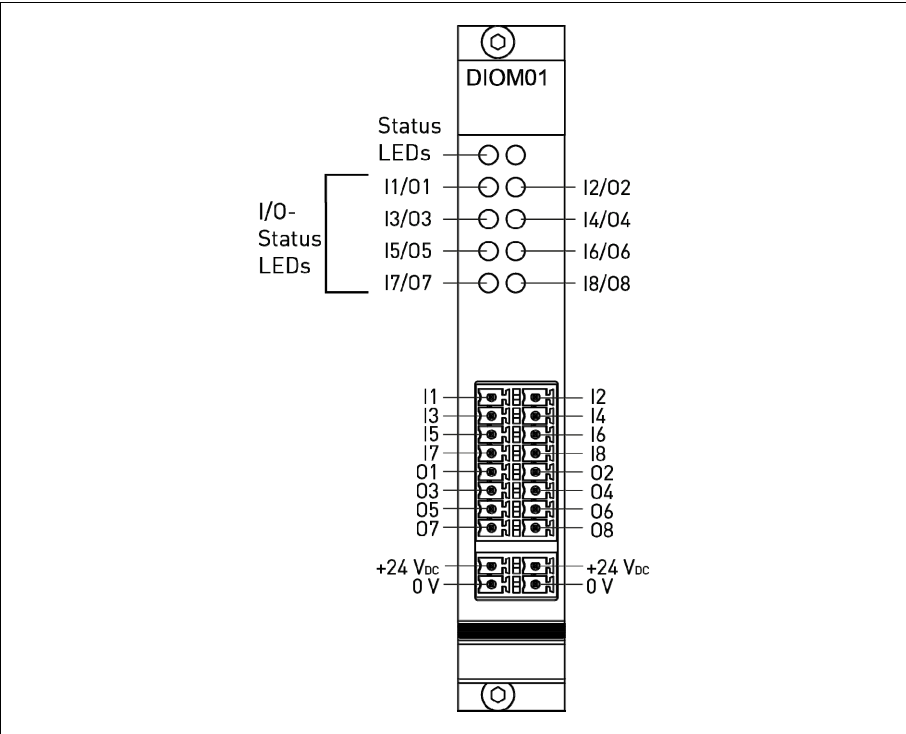 DIOM01
Status
LEDs
I1/O1 I2/O2
I/O-
Status
LEDs
I3/O3 I4/O4
I5/O5 I6/O6
I7/O7 I8/O8
I1 I2
I3 I4
I5 I6
I7 I8
O1 O2
O3 O4
O5 O6
O7 O8
+24 VDC +24 VDC
0 V 0 V